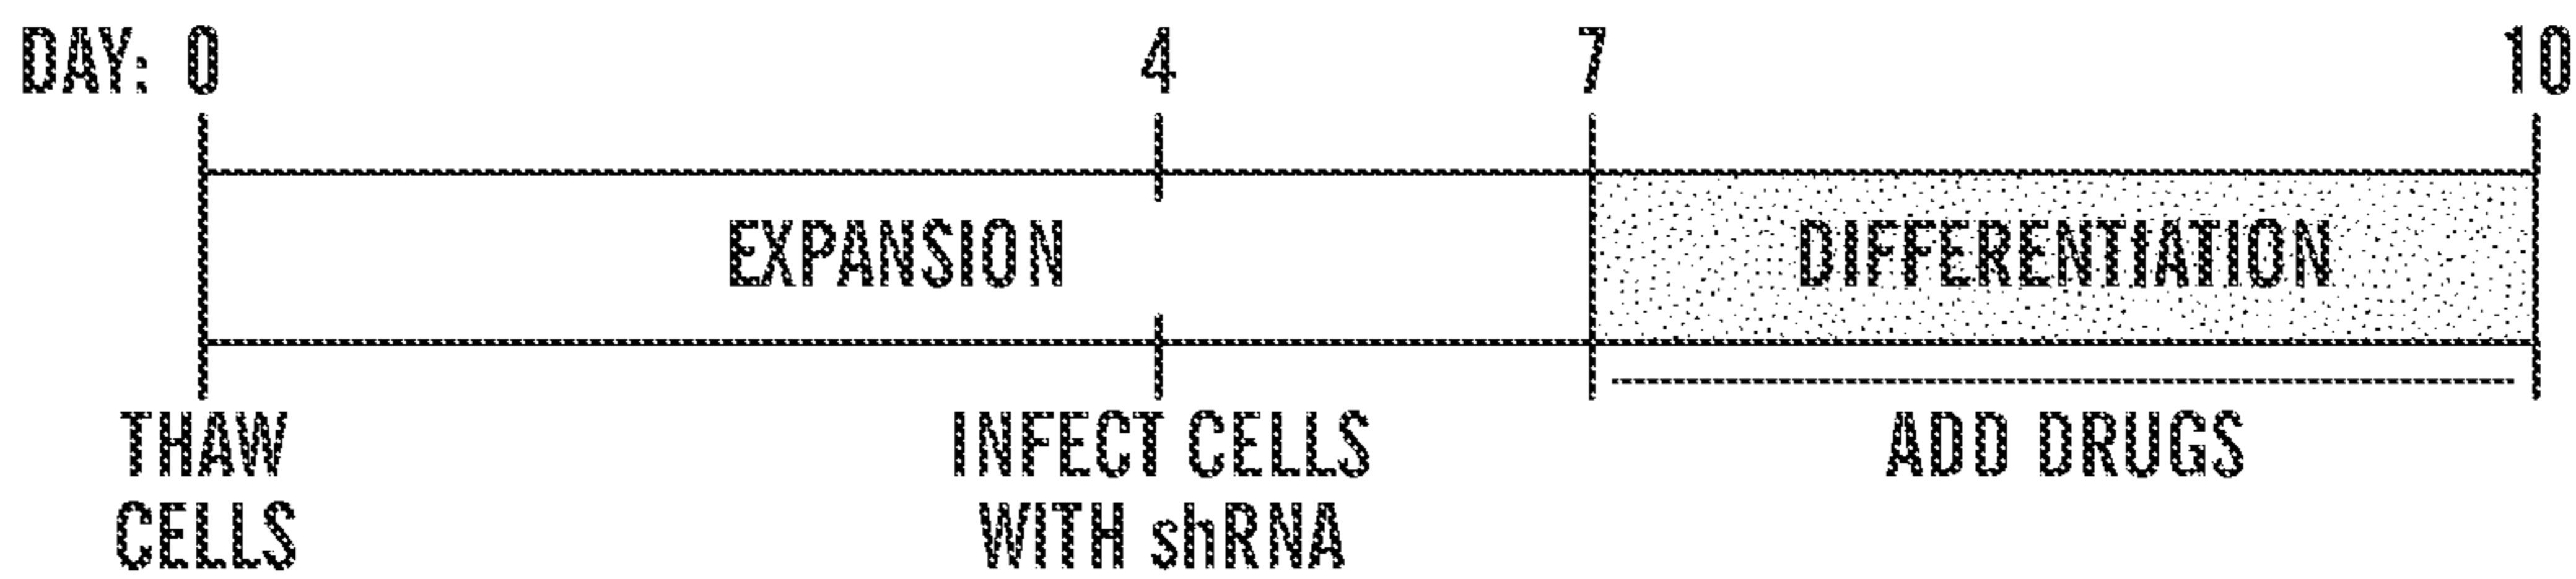 DAY: 0 4 7 10
EXPANSION DIFFERENTIATION
THAW INFECT CELLS ADD DRUGS
CELLS WITH shRNA